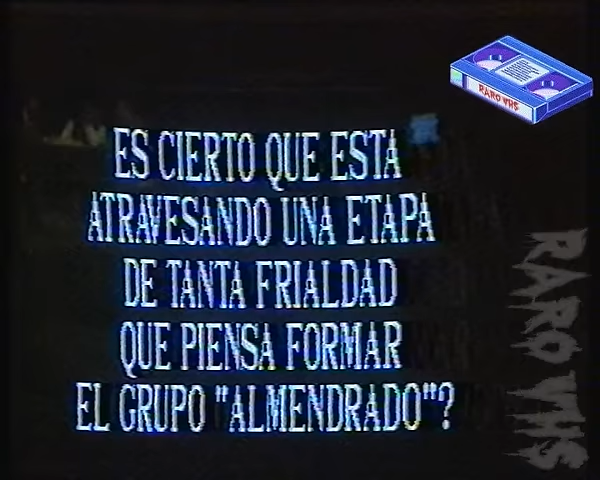 RARO VHS
ES CIERTO QUE ESTA
ATRAVESANDO UNA ETAPA
DE TANTA FRIALDAD
QUE PIENSA FORMAR
EL GRUPO "ALMENDRADO"?
RARO VHS